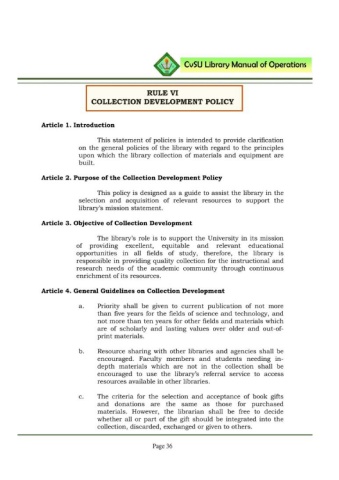 CvSU Library Manual of Operations
RULE VI
COLLECTION DEVELOPMENT POLICY
Article 1. Introduction
This statement of policies is intended to provide clarification
on the general policies of the library with regard to the principles
upon which the library collection of materials and equipment are
built.
Article 2. Purpose of the Collection Development Policy
This policy is designed as a guide to assist the library in the
selection and acquisition of relevant resources to support the
library's mission statement.
Article 3. Objective of Collection Development
The library's role is to support the University in its mission
of providing excellent, equitable and relevant educational
opportunities in all fields of study, therefore, the library is
responsible in providing quality collection for the instructional and
research needs of the academic community through continuous
enrichment of its resources.
Article 4. General Guidelines on Collection Development
a. Priority shall be given to current publication of not more
than five years for the fields of science and technology, and
not more than ten years for other fields and materials which
are of scholarly and lasting values over older and out-of-
print materials.
b. Resource sharing with other libraries and agencies shall be
encouraged. Faculty members and students needing in-
depth materials which are not in the collection shall be
encouraged to use the library's referral service to access
resources available in other libraries.
c. The criteria for the selection and acceptance of book gifts
and donations are the same as those for purchased
materials. However, the librarian shall be free to decide
whether all or part of the gift should be integrated into the
collection, discarded, exchanged or given to others.
Page 36